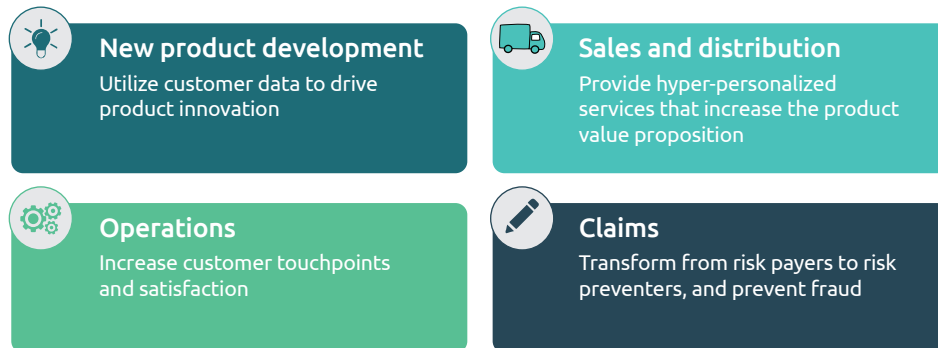 New product development
Utilize customer data to drive
product innovation
Sales and distribution
Provide hyper-personalized
services that increase the product
value proposition
Operations
Increase customer touchpoints
and satisfaction
Claims
Transform from risk payers to risk
preventers, and prevent fraud